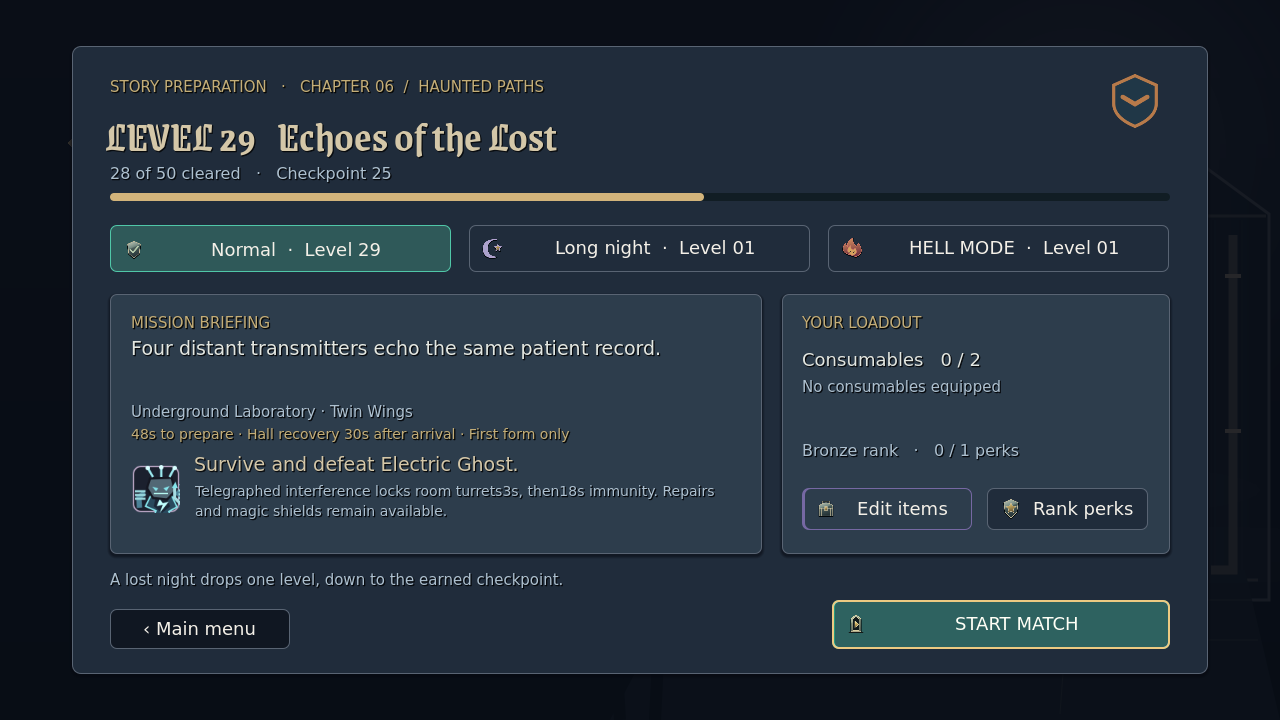 STORY PREPARATION · CHAPTER 06 / HAUNTED PATHS
LEVEL 29 Echoes of the Lost
28 of 50 cleared · Checkpoint 25
Normal · Level 29
Long night · Level 01
HELL MODE · Level 01
MISSION BRIEFING
Four distant transmitters echo the same patient record.
Underground Laboratory · Twin Wings
48s to prepare · Hall recovery 30s after arrival · First form only
Survive and defeat Electric Ghost.
Telegraphed interference locks room turrets3s, then18s immunity. Repairs
and magic shields remain available.
YOUR LOADOUT
Consumables 0 / 2
No consumables equipped
Bronze rank · 0 / 1 perks
Edit items
Rank perks
A lost night drops one level, down to the earned checkpoint.
‹ Main menu
START MATCH